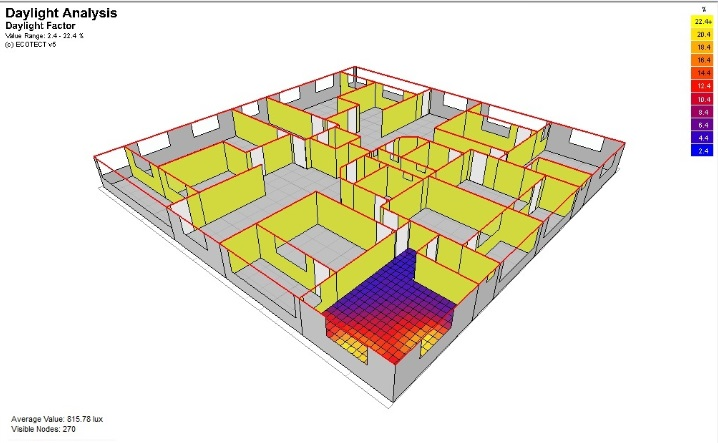 Daylight Analysis
Daylight Factor
Value Range: 2.4 - 22.4 %
(c) ECOTECT v5
%
22.4+
20.4
18.4
16.4
14.4
12.4
10.4
8.4
6.4
4.4
2.4
Average Value: 815.78 lux
Visible Nodes: 270